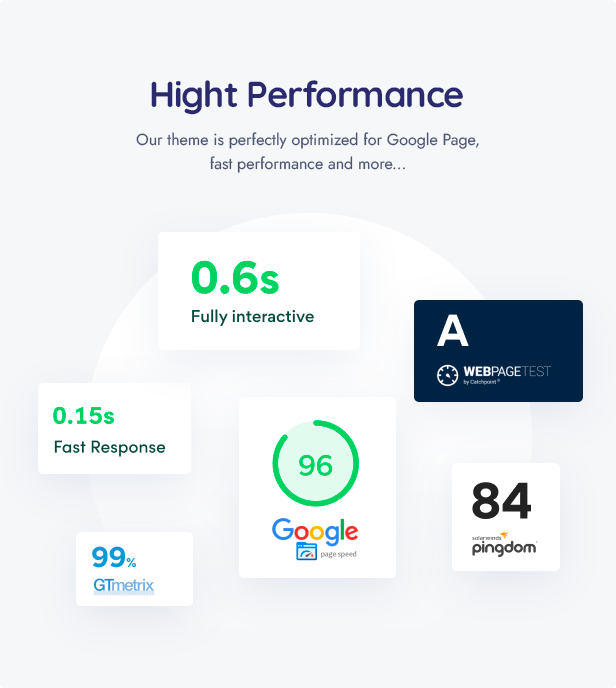 Hight Performance
Our theme is perfectly optimized for Google Page,
fast performance and more...
0.6s
Fully interactive
A
WEBPAGETEST
by Catchpoint®
0.15s
Fast Response
96
Google
page speed
84
solarwinds
pingdom
99%
GTmetrix